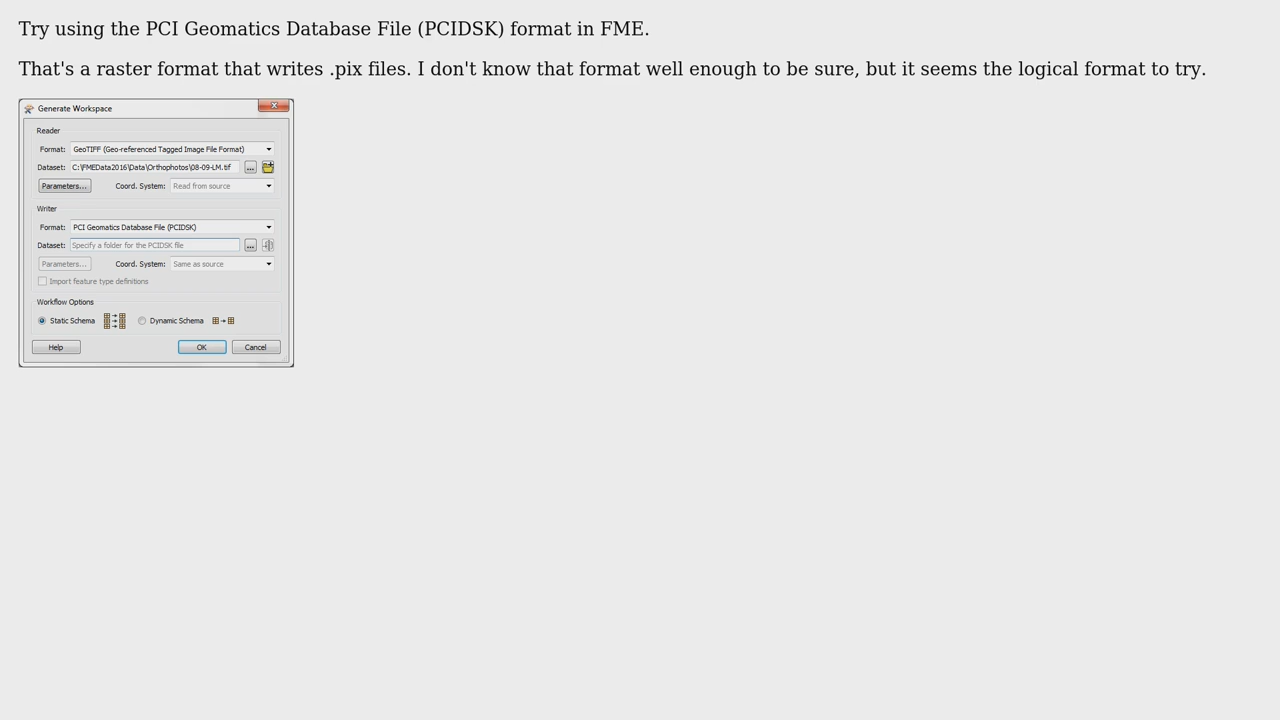 Try using the PCI Geomatics Database File (PCIDSK) format in FME.
That's a raster format that writes .pix files. I don't know that format well enough to be sure, but it seems the logical format to try.
Generate Workspace
Reader
Format: GeoTIFF (Geo-referenced Tagged Image File Format)
Dataset: C:\FMEData2016\Data\Orthophotos\08-09-LM.tif ...
Parameters... Coord. System: Read from source
Writer
Format: PCI Geomatics Database File (PCIDSK)
Dataset: Specify a folder for the PCIDSK file ...
Parameters... Coord. System: Same as source
Import feature type definitions
Workflow Options
Static Schema Dynamic Schema
Help OK Cancel